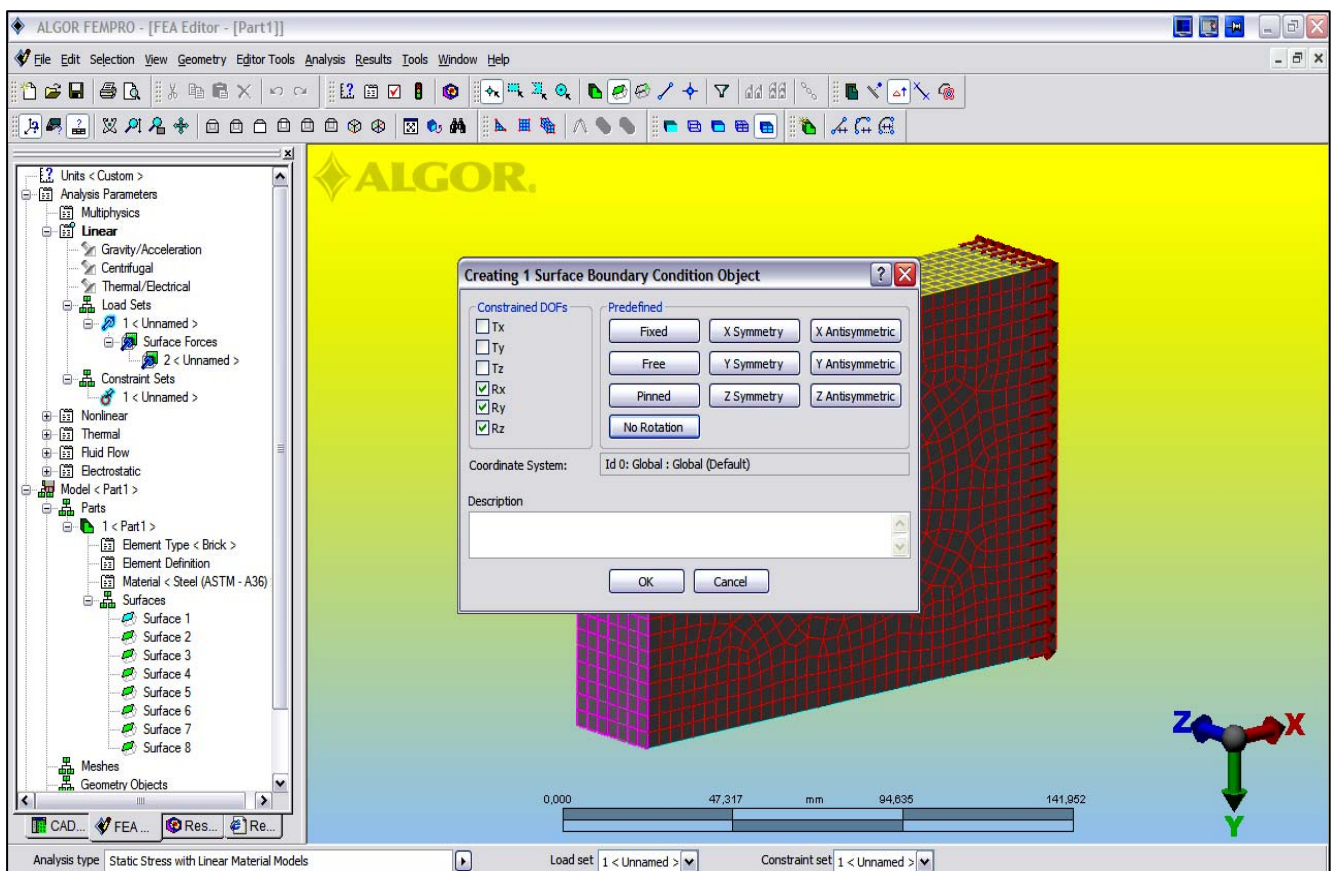 ALGOR FEMPRO - [FEA Editor - [Part1]]
File Edit Selection View Geometry Editor Tools Analysis Results Tools Window Help
ALGOR.
Units < Custom >
Analysis Parameters
Multiphysics
Linear
Gravity/Acceleration
Centrifugal
Thermal/Electrical
Load Sets
1 < Unnamed >
Surface Forces
2 < Unnamed >
Constraint Sets
1 < Unnamed >
Nonlinear
Thermal
Fluid Flow
Electrostatic
Model < Part1 >
Parts
1 < Part1 >
Element Type < Brick >
Element Definition
Material < Steel (ASTM - A36)
Surfaces
Surface 1
Surface 2
Surface 3
Surface 4
Surface 5
Surface 6
Surface 7
Surface 8
Meshes
Geometry Objects
CAD... FEA ... Res... Re...
Creating 1 Surface Boundary Condition Object
Constrained DOFs
Tx
Ty
Tz
Rx
Ry
Rz
Predefined
Fixed X Symmetry X Antisymmetric
Free Y Symmetry Y Antisymmetric
Pinned Z Symmetry Z Antisymmetric
No Rotation
Coordinate System: Id 0: Global : Global (Default)
Description
OK Cancel
Z X
Y
0,000 47,317 mm 94,635 141,952
Analysis type Static Stress with Linear Material Models Load set 1 < Unnamed > Constraint set 1 < Unnamed >